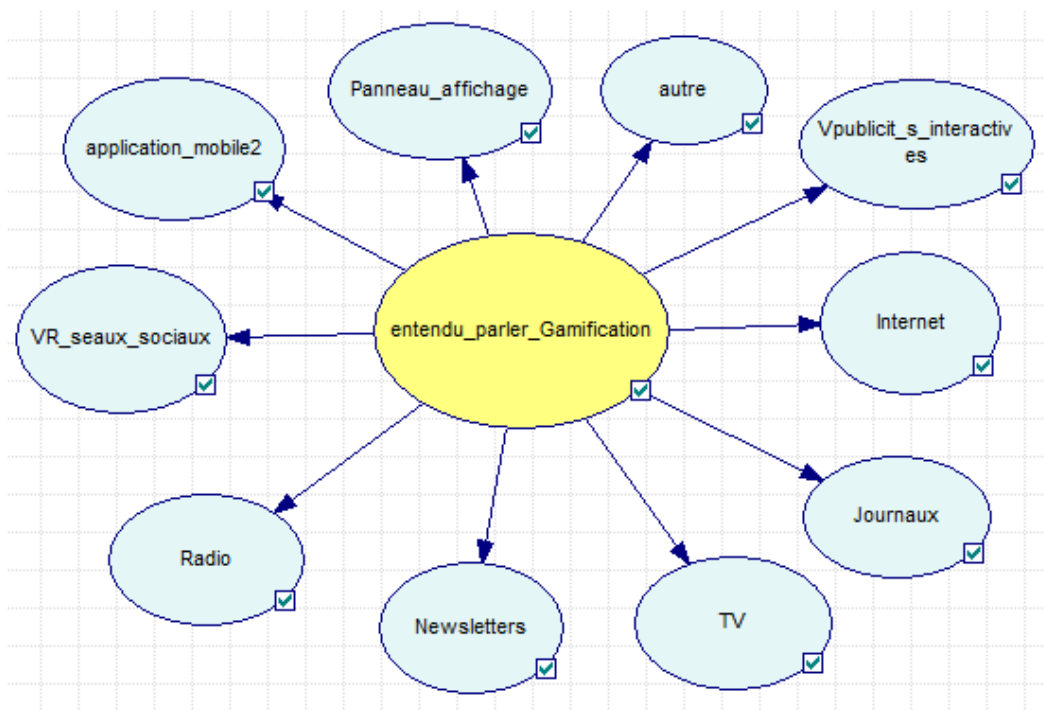 Panneau_affichage
autre
Vpublicit_s_interactiv
es
application_mobile2
entendu_parler_Gamification
Internet
VR_seaux_sociaux
Journaux
Radio
Newsletters
TV